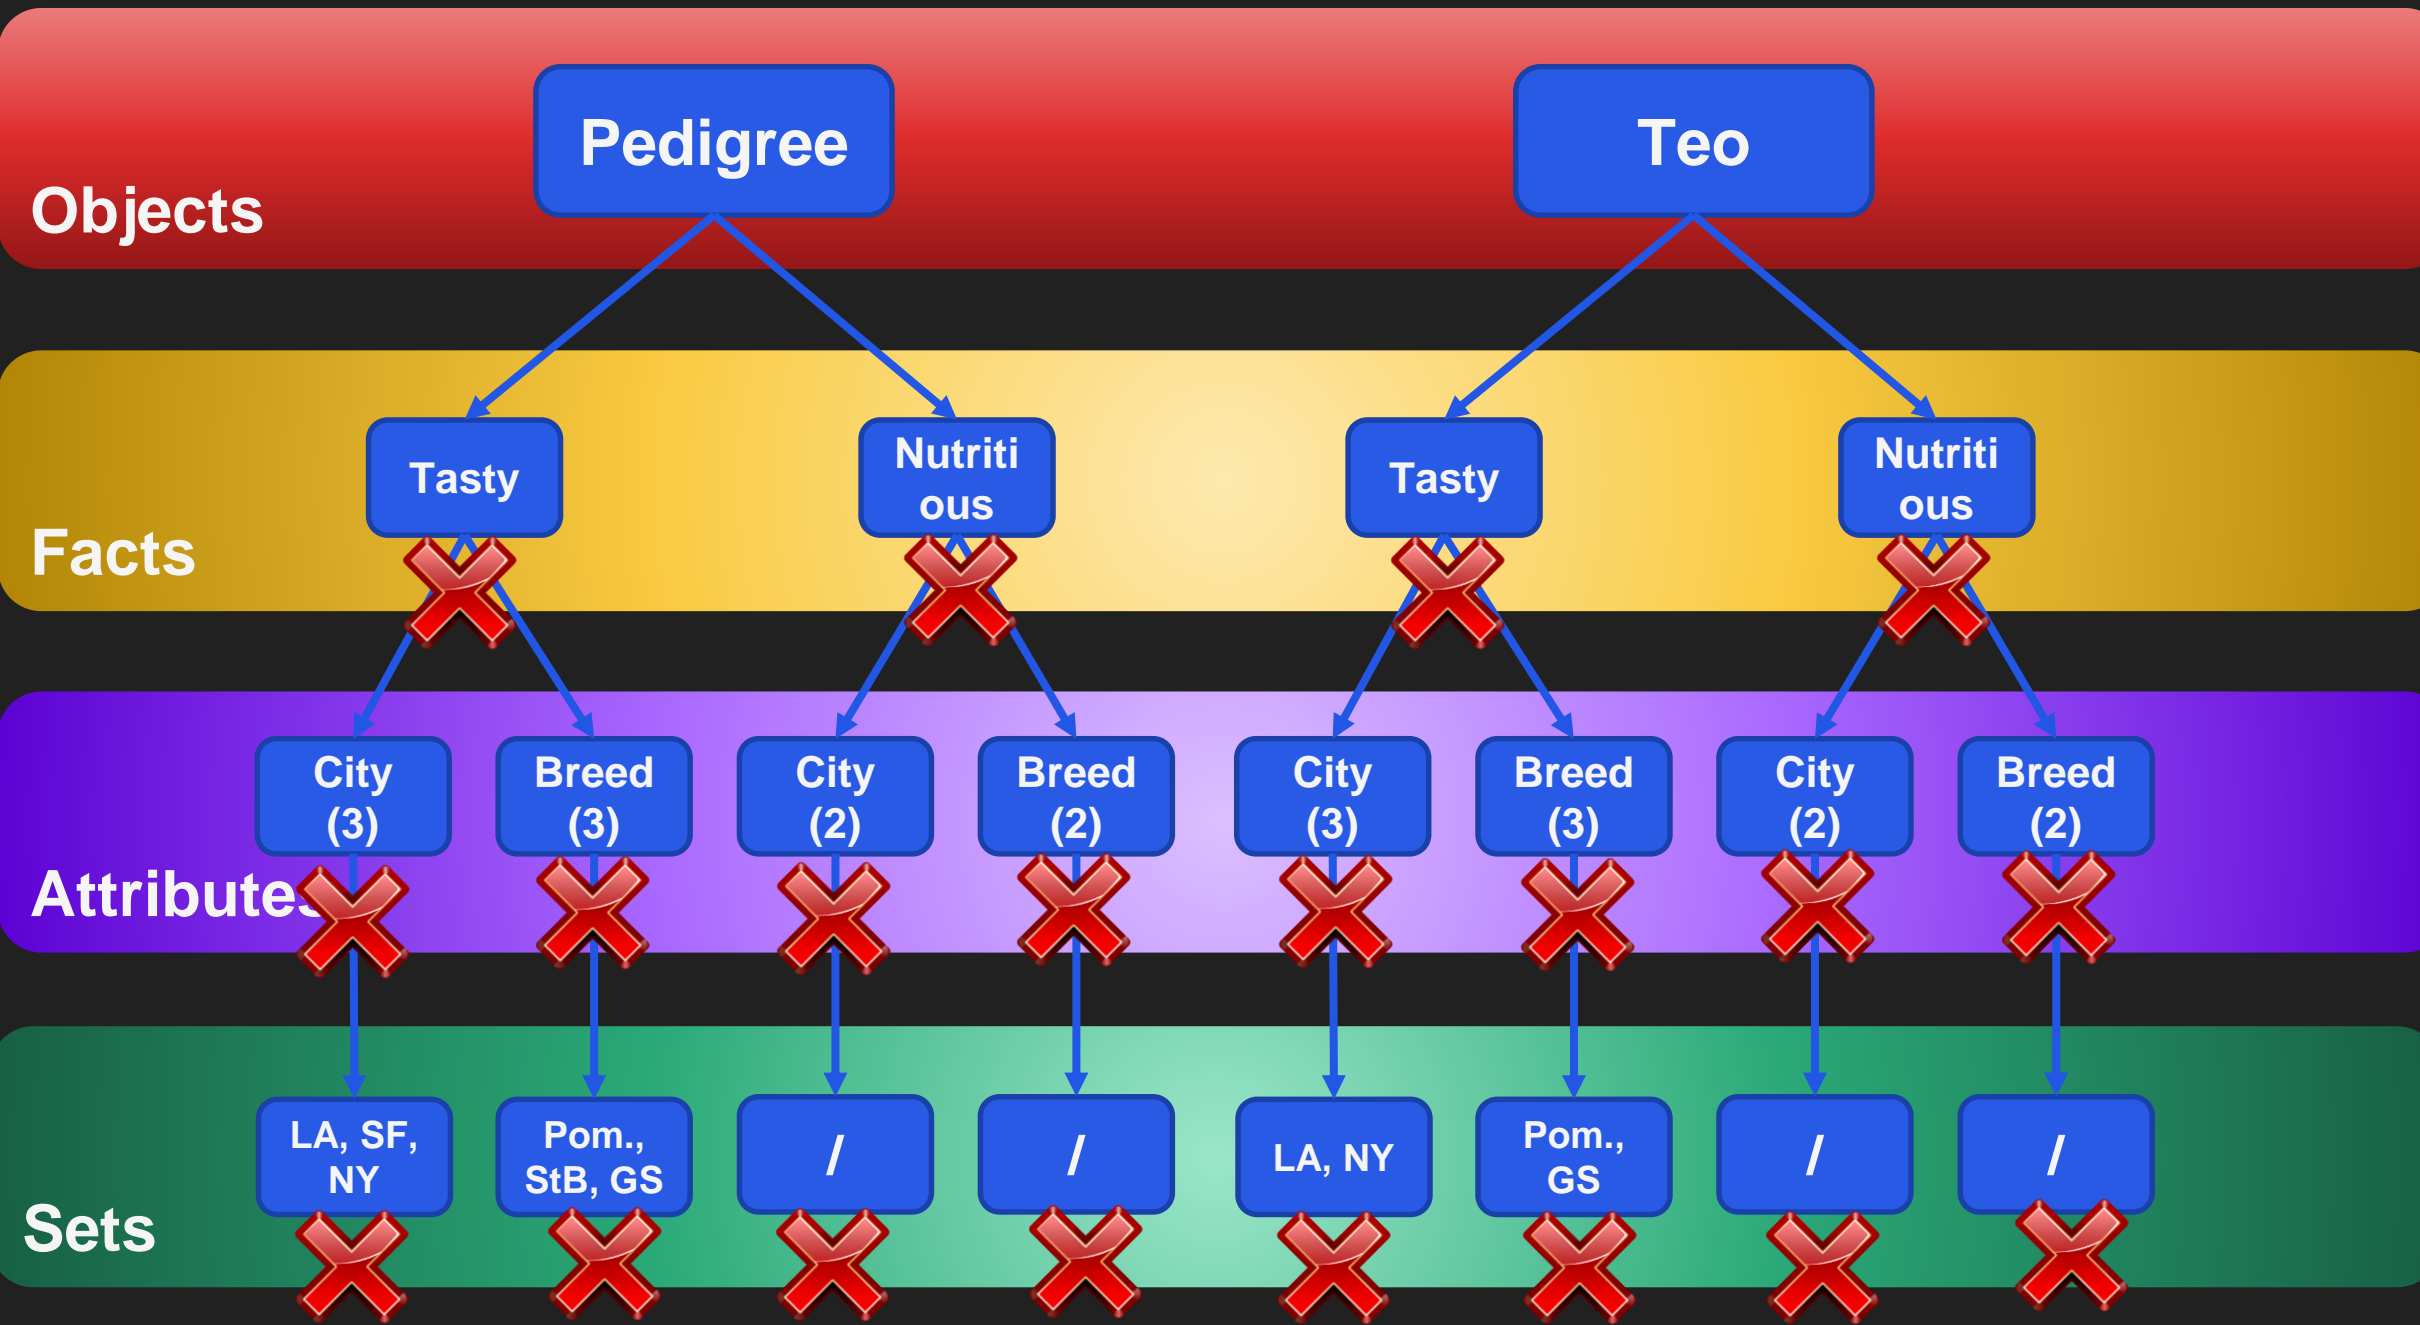 Pedigree
Teo
Objects
Tasty
Nutriti
ous
Tasty
Nutriti
ous
Facts
City
(3)
Breed
(3)
City
(2)
Breed
(2)
City
(3)
Breed
(3)
City
(2)
Breed
(2)
Attributes
LA, SF,
NY
Pom.,
StB, GS
/
/
LA, NY
Pom.,
GS
/
/
Sets